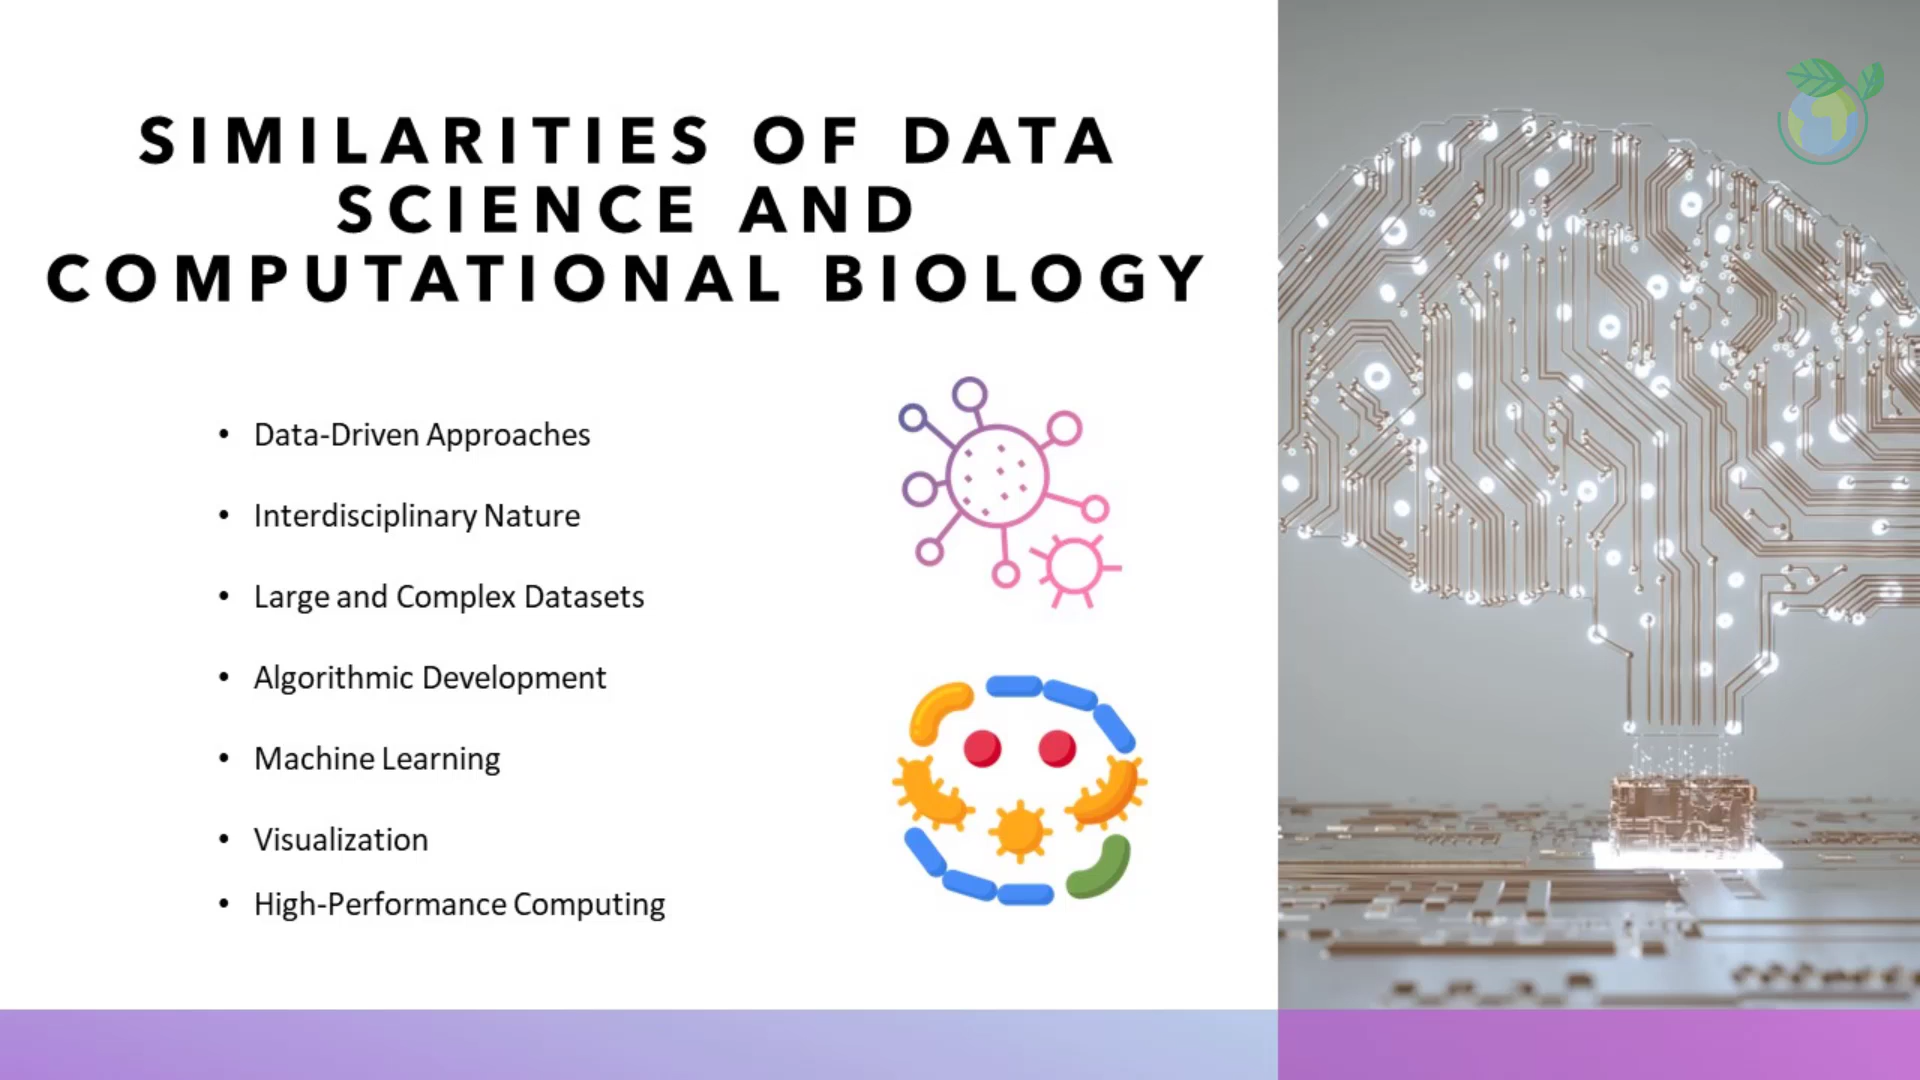 SIMILARITIES OF DATA
SCIENCE AND
COMPUTATIONAL BIOLOGY
• Data-Driven Approaches
• Interdisciplinary Nature
• Large and Complex Datasets
• Algorithmic Development
• Machine Learning
• Visualization
• High-Performance Computing